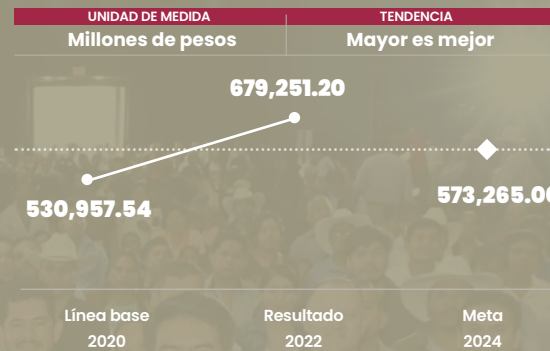 UNIDAD DE MEDIDA
TENDENCIA
Millones de pesos
Mayor es mejor
679,251.20
530,957.54
573,265.00
Línea base
Resultado
Meta
2020
2022
2024